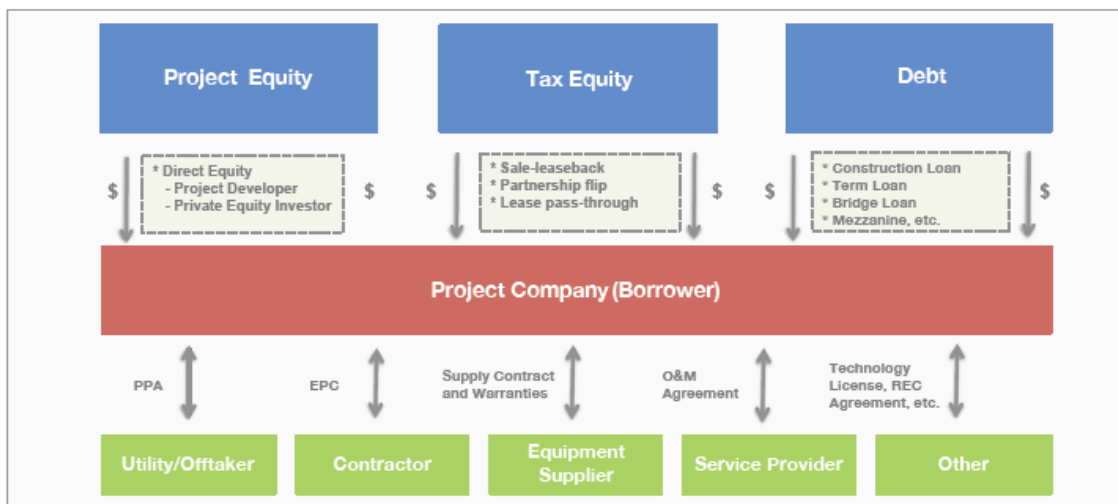 Project Equity
Tax Equity
Debt
$
* Direct Equity
- Project Developer
- Private Equity Investor
$
$
* Sale-leaseback
* Partnership flip
* Lease pass-through
$
$
* Construction Loan
* Term Loan
* Bridge Loan
* Mezzanine, etc.
$
Project Company (Borrower)
PPA
EPC
Supply Contract
and Warranties
O&M
Agreement
Technology
License, REC
Agreement, etc.
Utility/Offtaker
Contractor
Equipment
Supplier
Service Provider
Other